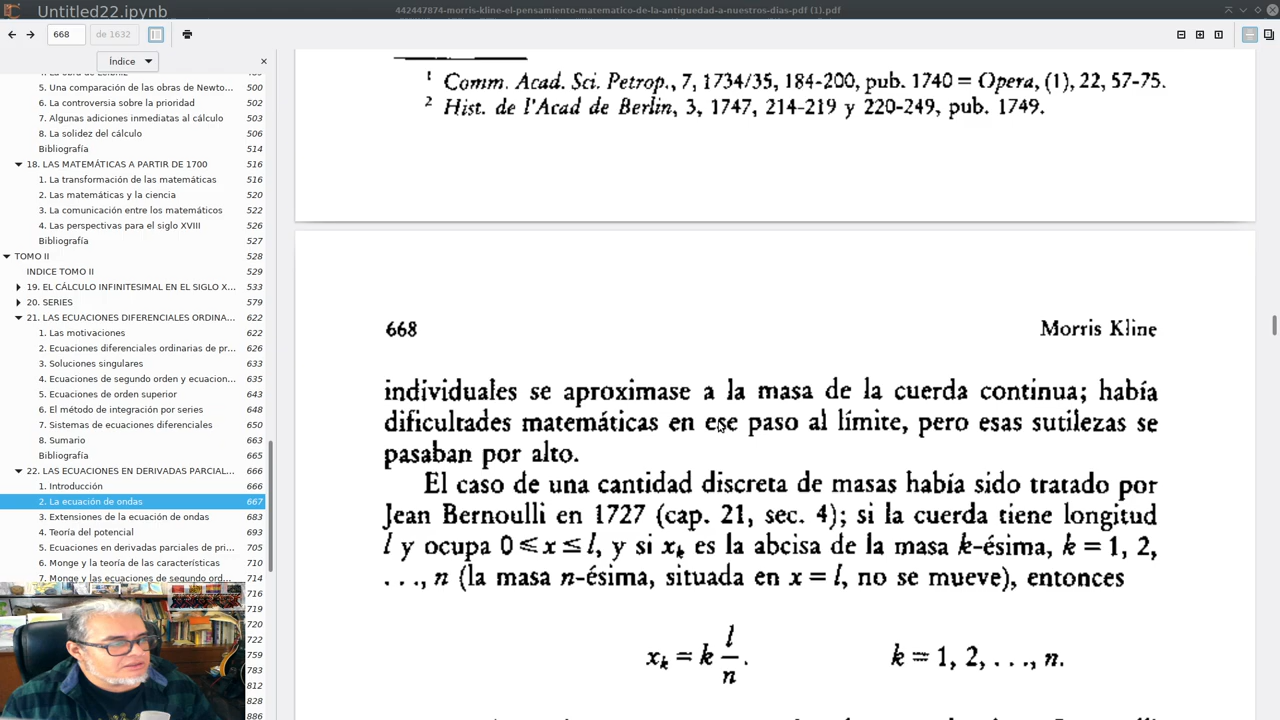 Untitled22.ipynb
442447874-morris-kline-el-pensamiento-matematico-de-la-antiguedad-a-nuestros-dias-pdf (1).pdf
668
de 1632
Índice
5. Una comparación de las obras de Newto... 500
6. La controversia sobre la prioridad 502
7. Algunas adiciones inmediatas al cálculo 503
8. La solidez del cálculo 506
Bibliografía 514
18. LAS MATEMÁTICAS A PARTIR DE 1700 516
1. La transformación de las matemáticas 516
2. Las matemáticas y la ciencia 520
3. La comunicación entre los matemáticos 522
4. Las perspectivas para el siglo XVIII 526
Bibliografía 527
TOMO II 528
INDICE TOMO II 529
19. EL CÁLCULO INFINITESIMAL EN EL SIGLO X... 533
20. SERIES 579
21. LAS ECUACIONES DIFERENCIALES ORDINA... 622
1. Las motivaciones 622
2. Ecuaciones diferenciales ordinarias de pr... 626
3. Soluciones singulares 633
4. Ecuaciones de segundo orden y ecuacion... 635
5. Ecuaciones de orden superior 643
6. El método de integración por series 648
7. Sistemas de ecuaciones diferenciales 650
8. Sumario 663
Bibliografía 665
22. LAS ECUACIONES EN DERIVADAS PARCIAL... 666
1. Introducción 666
2. La ecuación de ondas 667
3. Extensiones de la ecuación de ondas 683
4. Teoría del potencial 693
5. Ecuaciones en derivadas parciales de pri... 705
6. Monge y la teoría de las características 710
7. Monge y las ecuaciones de segundo ord... 714
716
719
720
722
759
783
812
828
886
1 Comm. Acad. Sci. Petrop., 7, 1734/35, 184-200, pub. 1740 = Opera, (1), 22, 57-75.
2 Hist. de l'Acad de Berlin, 3, 1747, 214-219 y 220-249, pub. 1749.
668
Morris Kline
individuales se aproximase a la masa de la cuerda continua; había
dificultades matemáticas en ese paso al límite, pero esas sutilezas se
pasaban por alto.
El caso de una cantidad discreta de masas había sido tratado por
Jean Bernoulli en 1727 (cap. 21, sec. 4); si la cuerda tiene longitud
l y ocupa 0 ≤ x ≤ l, y si xk es la abcisa de la masa k-ésima, k = 1, 2,
..., n (la masa n-ésima, situada en x = l, no se mueve), entonces
xk = k l/n. k = 1, 2, ..., n.